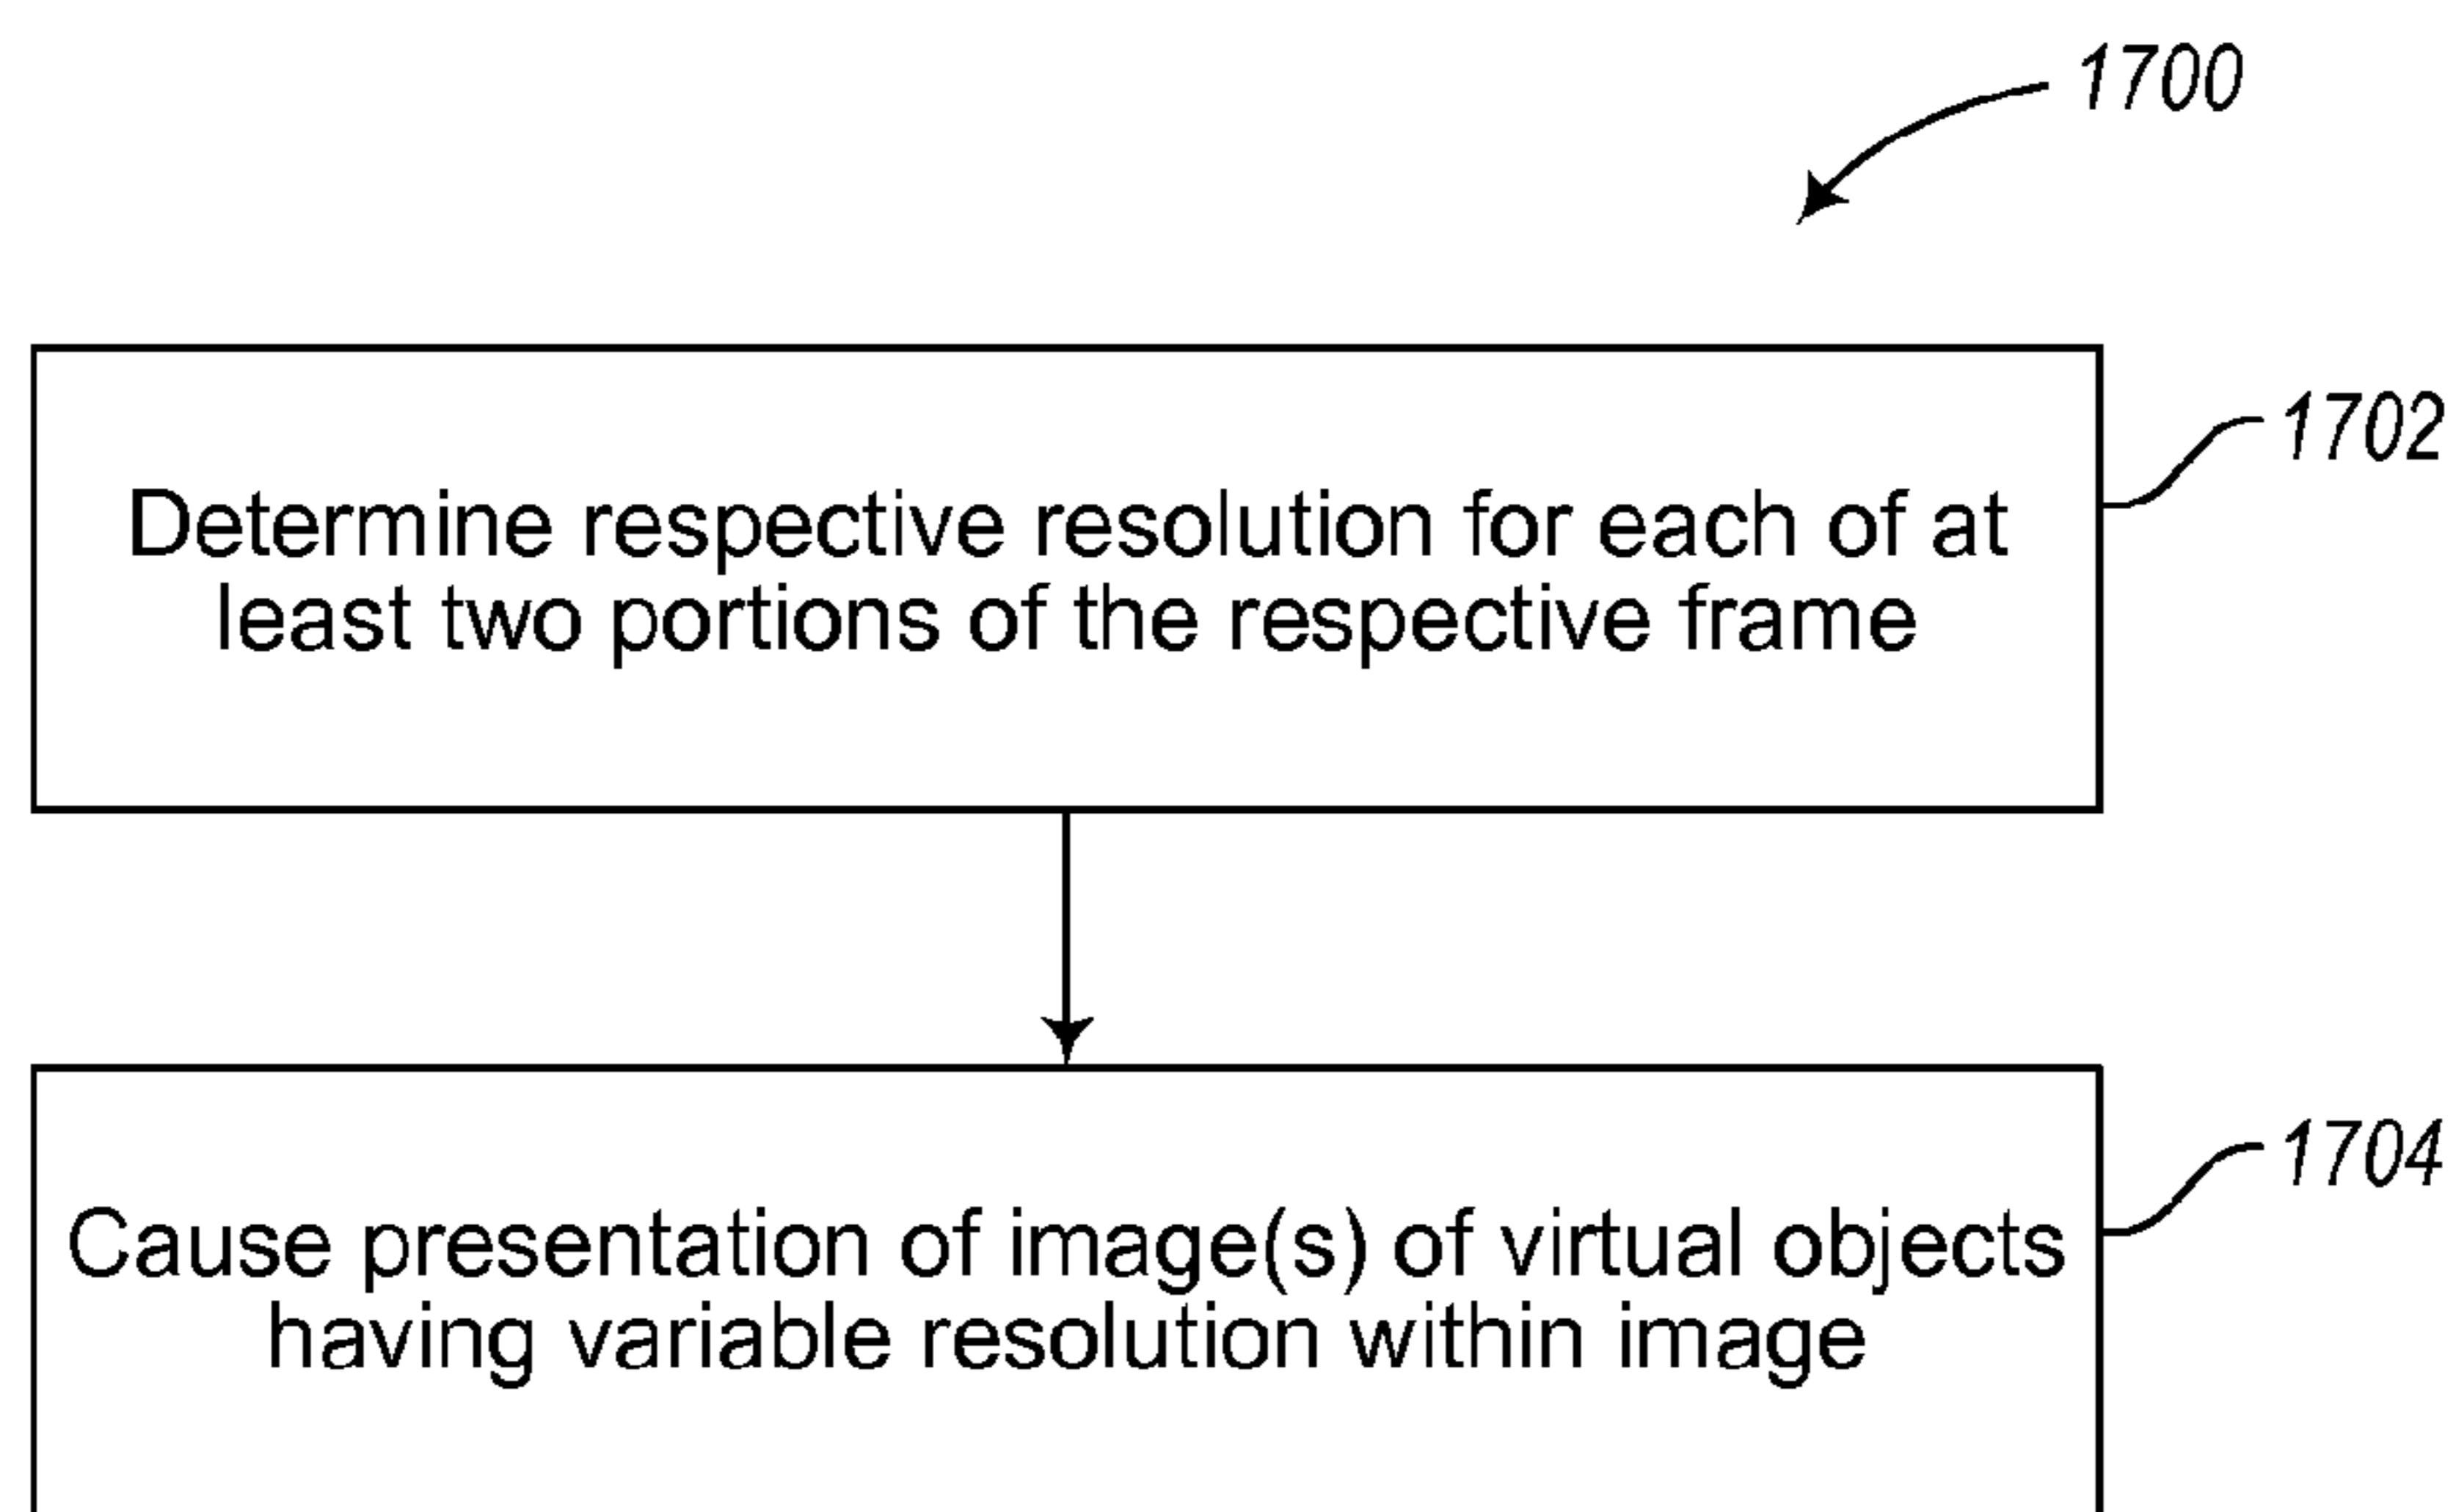 1700
1702
Determine respective resolution for each of at
least two portions of the respective frame
1704
Cause presentation of image(s) of virtual objects
having variable resolution within image